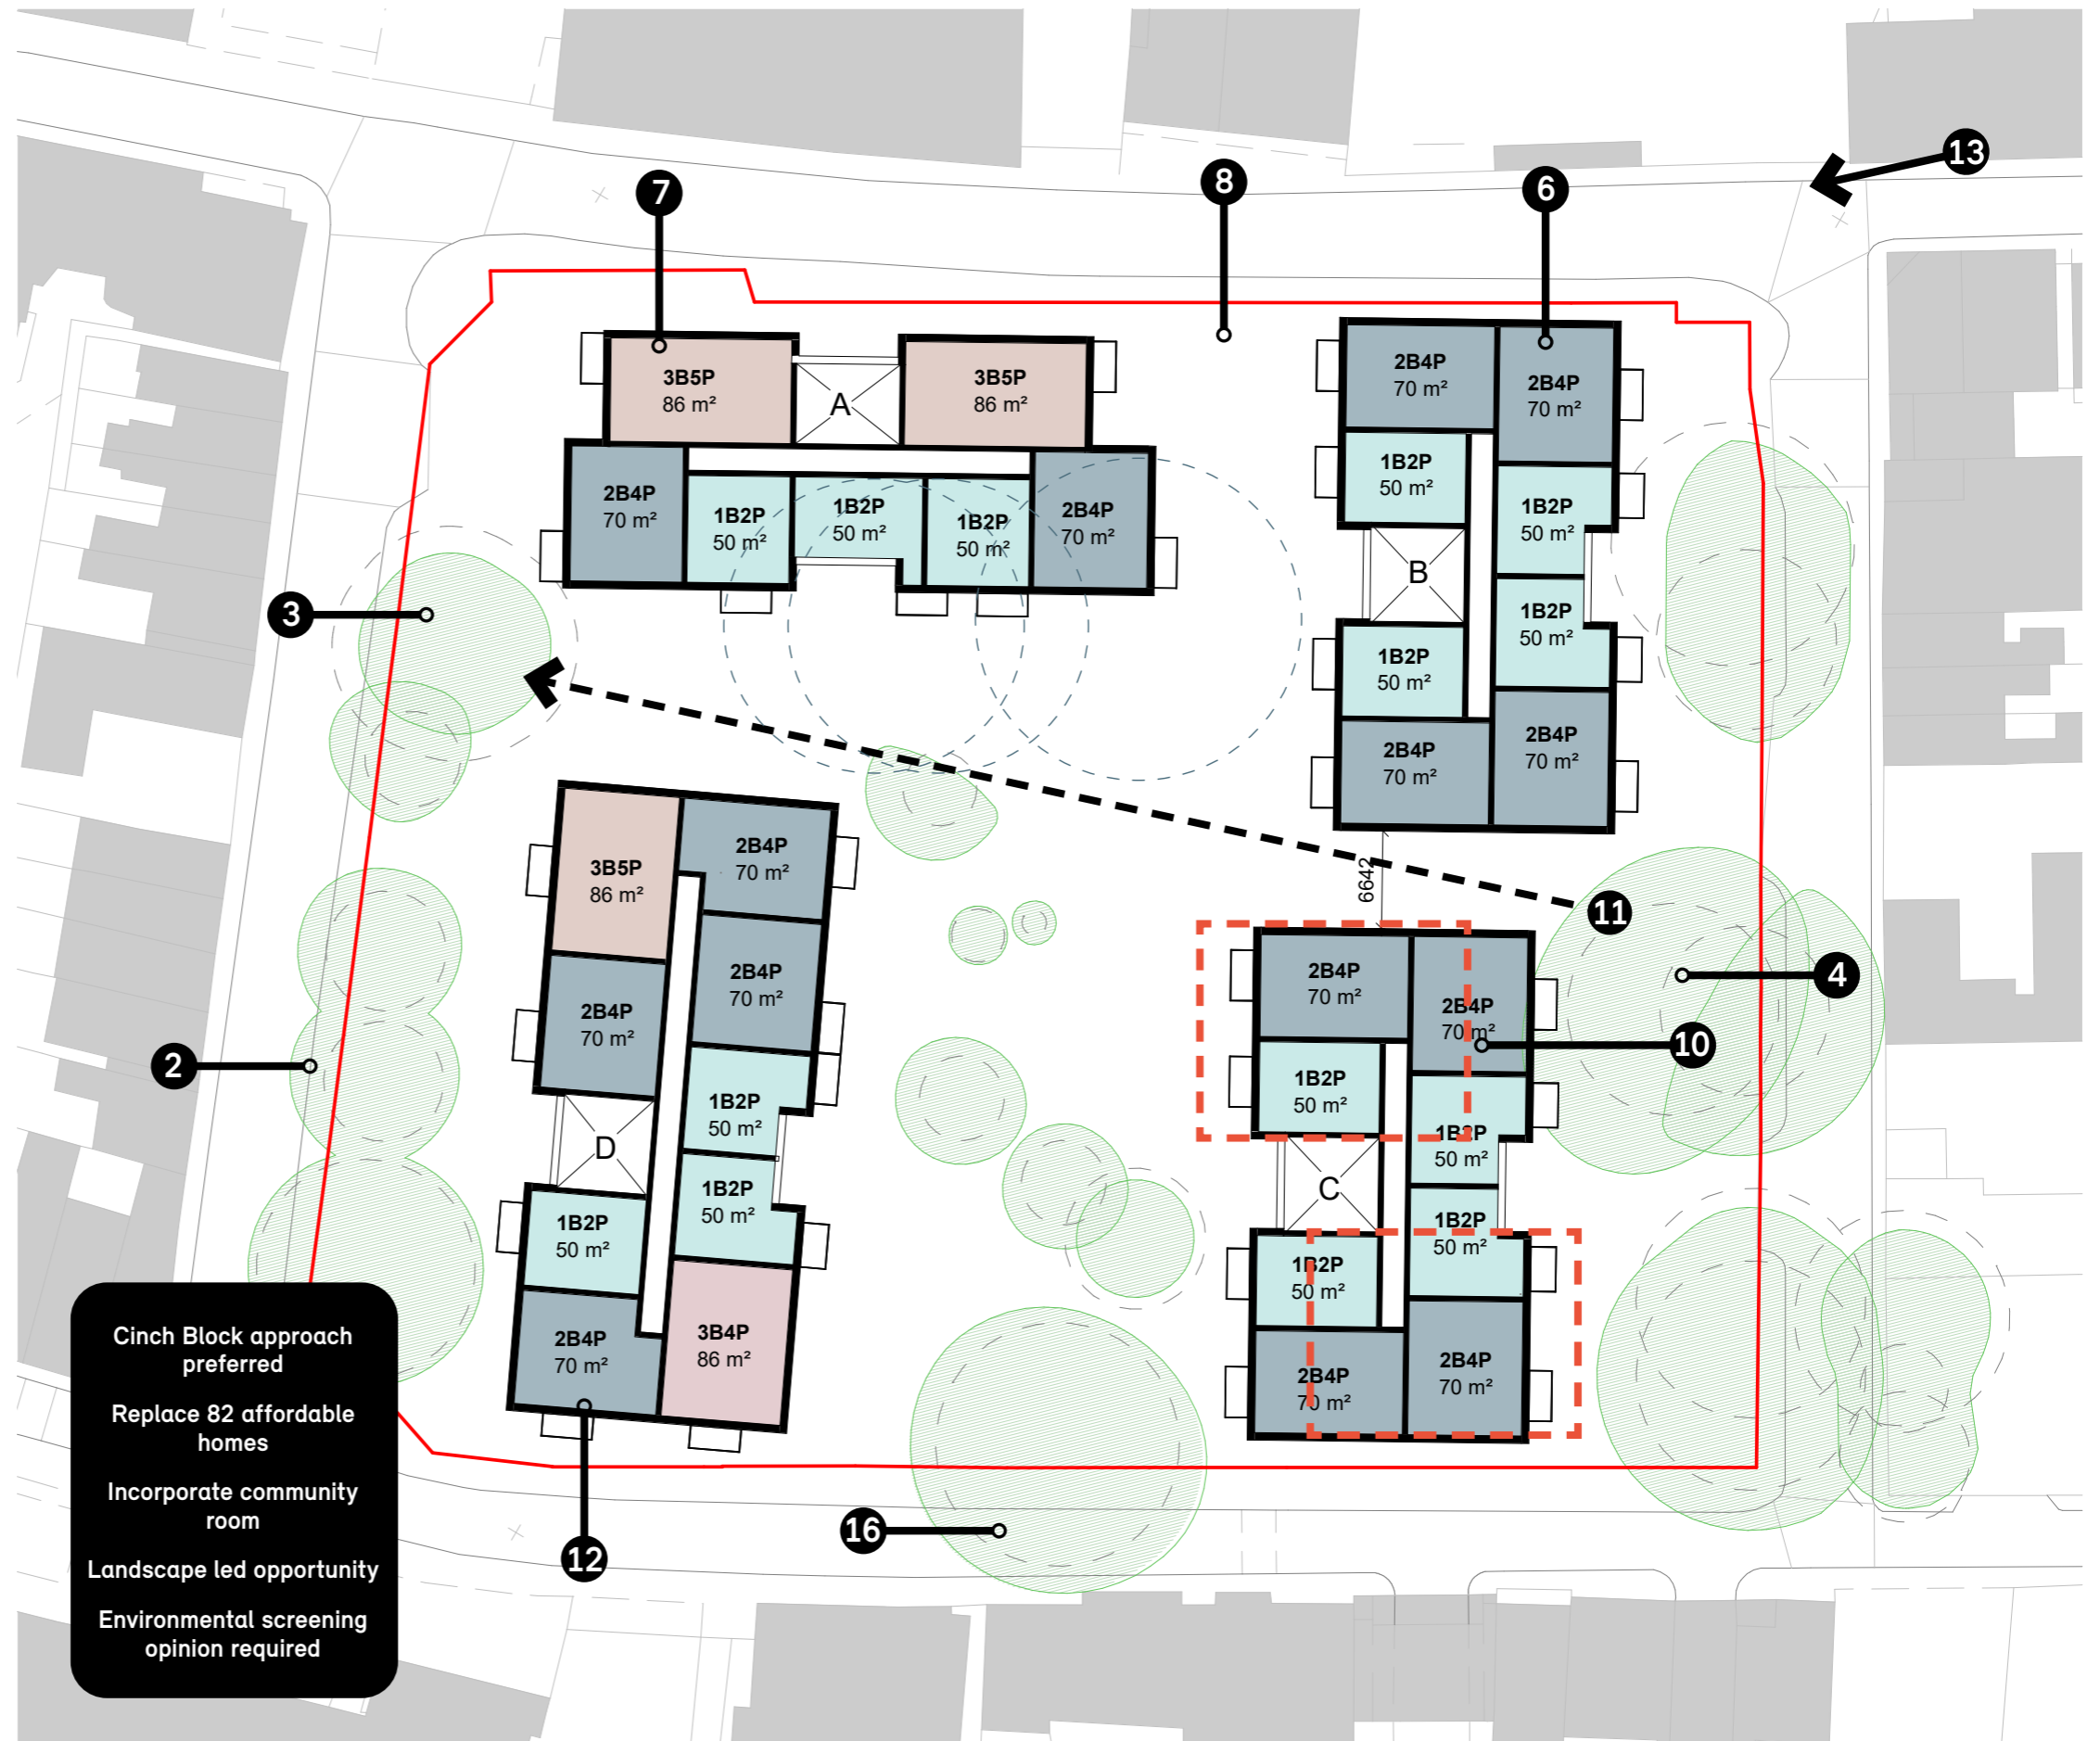 13
7
8
6
3B5P
86 m²
A
3B5P
86 m²
2B4P
70 m²
1B2P
50 m²
1B2P
50 m²
1B2P
50 m²
2B4P
70 m²
2B4P
70 m²
2B4P
70 m²
1B2P
50 m²
1B2P
50 m²
B
1B2P
50 m²
1B2P
50 m²
2B4P
70 m²
2B4P
70 m²
3
6642
11
4
10
2
3B5P
86 m²
2B4P
70 m²
2B4P
70 m²
2B4P
70 m²
1B2P
50 m²
D
1B2P
50 m²
1B2P
50 m²
2B4P
70 m²
3B4P
86 m²
2B4P
70 m²
2B4P
70 m²
1B2P
50 m²
1B2P
50 m²
C
1B2P
50 m²
1B2P
50 m²
2B4P
70 m²
2B4P
70 m²
12
16
Cinch Block approach
preferred
Replace 82 affordable
homes
Incorporate community
room
Landscape led opportunity
Environmental screening
opinion required